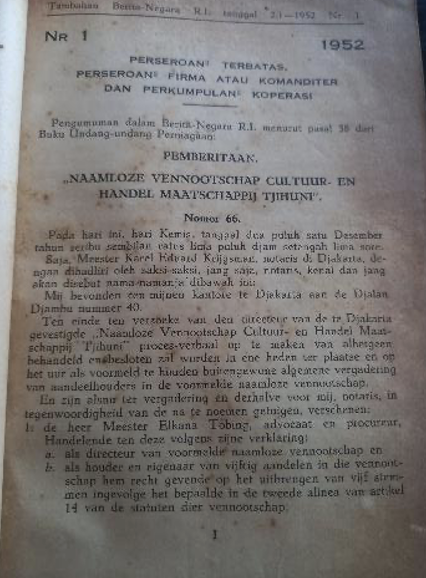 Tambahan Berita-Negara R.I. tanggal 2/1—1952 Nr. 1
NR 1
1952
PERSEROAN² TERBATAS,
PERSEROAN² FIRMA ATAU KOMANDITER
DAN PERKUMPULAN² KOPERASI
Pengumuman dalam Berita-Negara R.I. menurut pasal 38 dari
Buku Undang-undang Perniagaan:
PEMBERITAAN.
„NAAMLOZE VENNOOTSCHAP CULTUUR- EN
HANDEL MAATSCHAPPIJ TJIHUNI”.
Nomor 66.
Pada hari ini, hari Kemis, tanggal dua puluh satu Desember
tahun seribu sembilan ratus lima puluh djam setengah lima sore.
Saja, Meester Karel Eduard Krijgsman, notaris di Djakarta, de-
ngan dihadliri oleh saksi-saksi, jang saja, notaris, kenal dan jang
akan disebut nama-namanja dibawah ini:
Mij bevonden ten mijnen kantore te Djakarta aan de Djalan
Djambu nummer 40.
Ten einde ten verzoeke van den directeur van de te Djakarta
gevestigde „Naamloze Vennootschap Cultuur- en Handel Maat-
schappij Tjihuni” proces-verbaal op te maken van hetgeen
behandeld en besloten zal worden in ene heden ter plaatse en op
het uur als voormeld te houden buitengewone algemene vergadering
van aandeelhouders in de voormelde naamloze vennootschap.
En zijn alsnu ter vergadering en derhalve voor mij, notaris, in
tegenwoordigheid van de na te noemen getuigen, verschenen:
1. de heer Meester Elkana Tobing, advocaat en procureur,
Handelende ten deze volgens zijne verklaring:
a. als directeur van voormelde naamloze vennootschap en
b. als houder en eigenaar van vijftig aandelen in die vennoot-
schap hem recht gevende op het uitbrengen van vijf stem-
men ingevolge het bepaalde in de tweede alinea van artikel
14 van de statuten dier vennootschap.
1